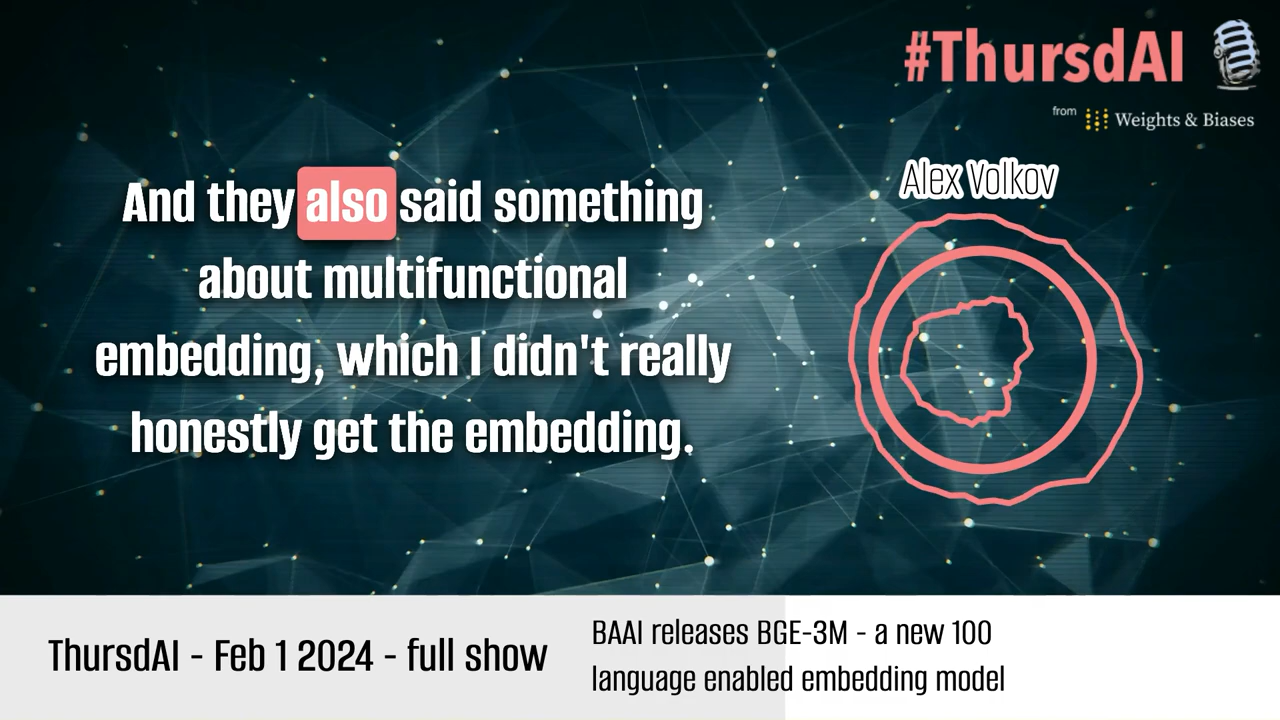 #ThursdAI
from Weights & Biases
Alex Volkov
And they also said something
about multifunctional
embedding, which I didn't really
honestly get the embedding.
ThursdAI - Feb 1 2024 - full show
BAAI releases BGE-3M - a new 100
language enabled embedding model